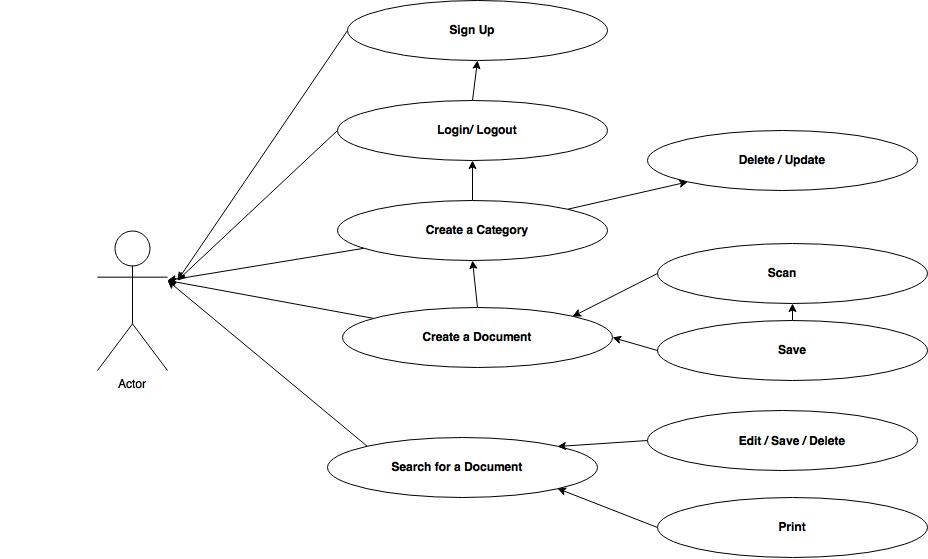 Sign Up
Login/ Logout
Delete / Update
Create a Category
Scan
Create a Document
Save
Actor
Edit / Save / Delete
Search for a Document
Print